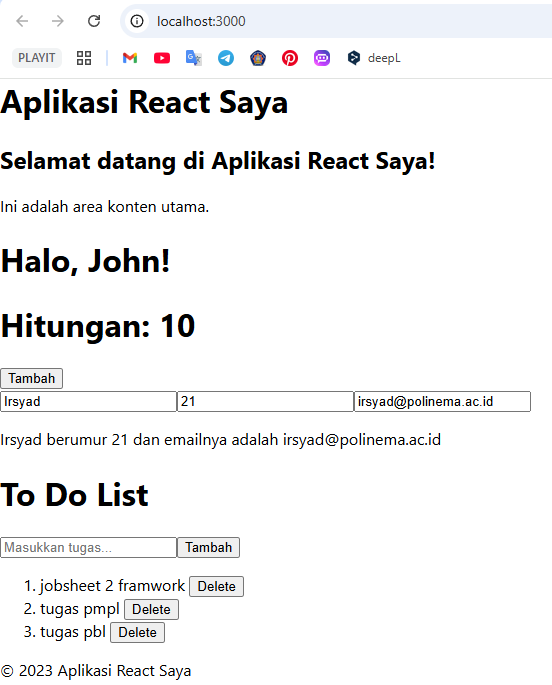 localhost:3000
PLAYIT deepL
Aplikasi React Saya
Selamat datang di Aplikasi React Saya!
Ini adalah area konten utama.
Halo, John!
Hitungan: 10
Tambah
Irsyad 21 irsyad@polinema.ac.id
Irsyad berumur 21 dan emailnya adalah irsyad@polinema.ac.id
To Do List
Masukkan tugas... Tambah
1. jobsheet 2 framwork Delete
2. tugas pmpl Delete
3. tugas pbl Delete
© 2023 Aplikasi React Saya